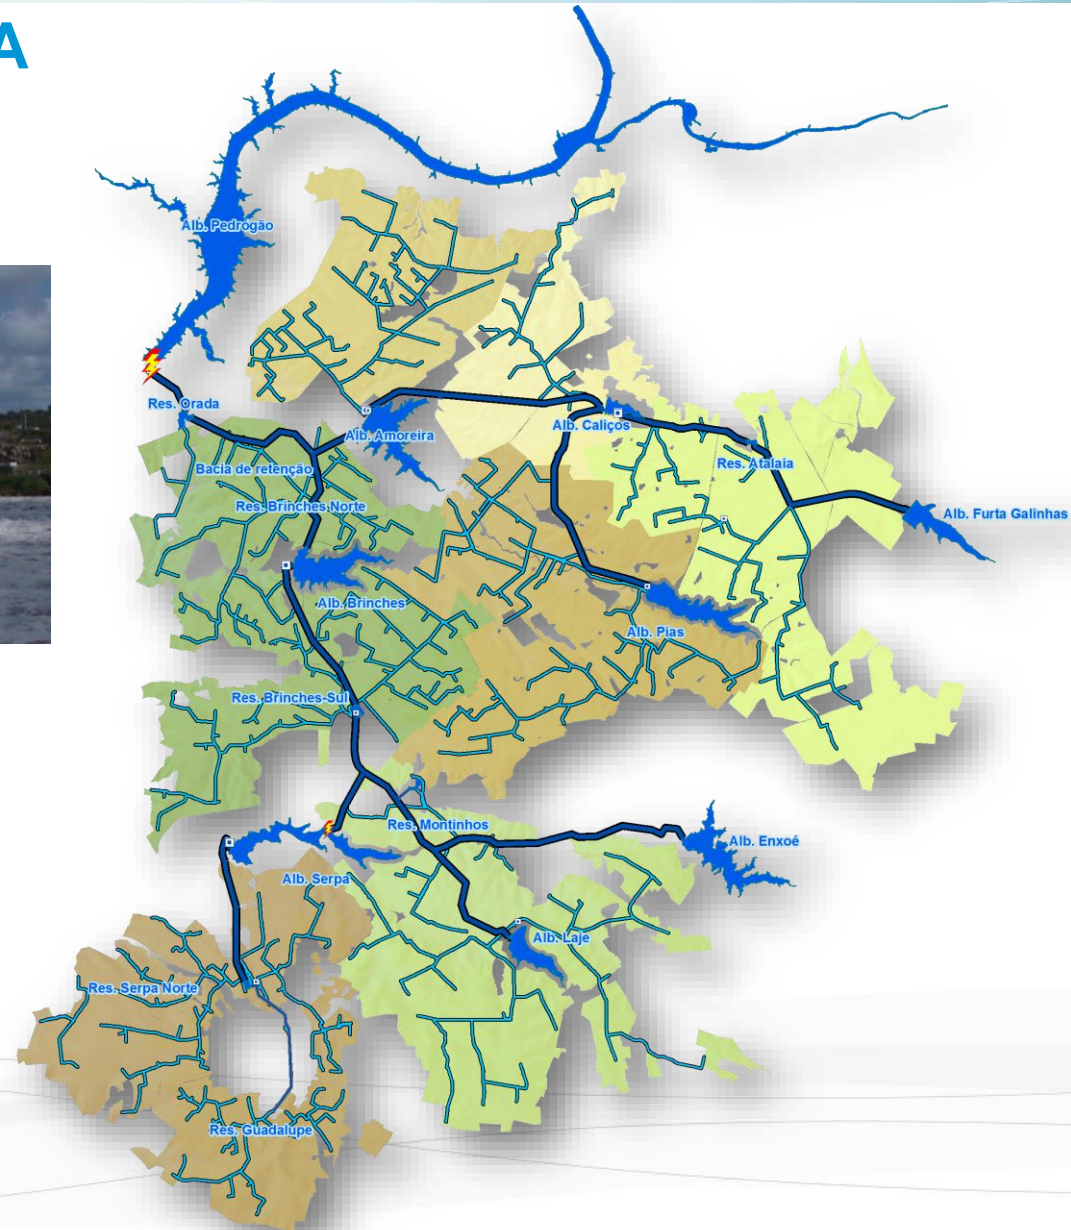 A
Alb. Pedrogão
Res. Orada
Alb. Amoreira
Alb. Caliços
Bacia de retenção
Res. Atalaia
Res. Brinches Norte
Alb. Furta Galinhas
Alb. Brinches
Alb. Pias
Res. Brinches-Sul
Res. Montinhos
Alb. Enxoé
Alb. Serpa
Alb. Laje
Res. Serpa Norte
Res. Guadalupe